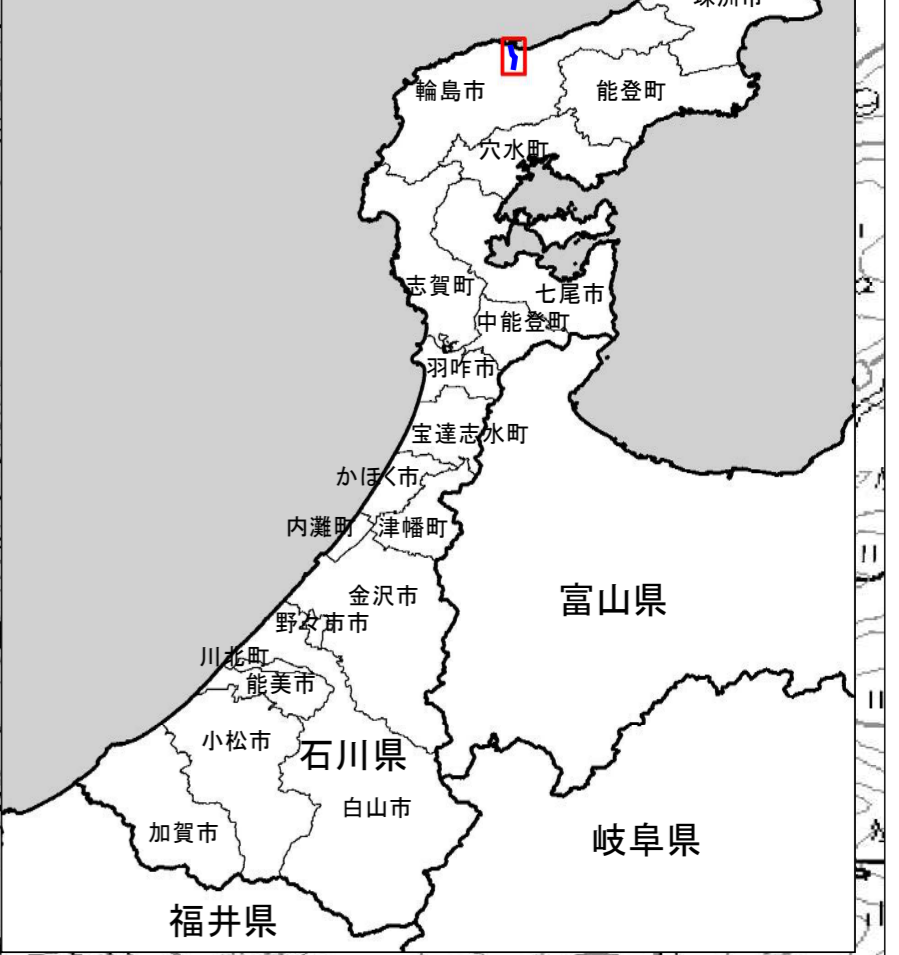 珠洲市
輪島市
能登町
穴水町
志賀町
七尾市
中能登町
羽咋市
宝達志水町
かほく市
内灘町
津幡町
金沢市
富山県
野々市市
川北町
能美市
小松市
石川県
白山市
加賀市
岐阜県
福井県